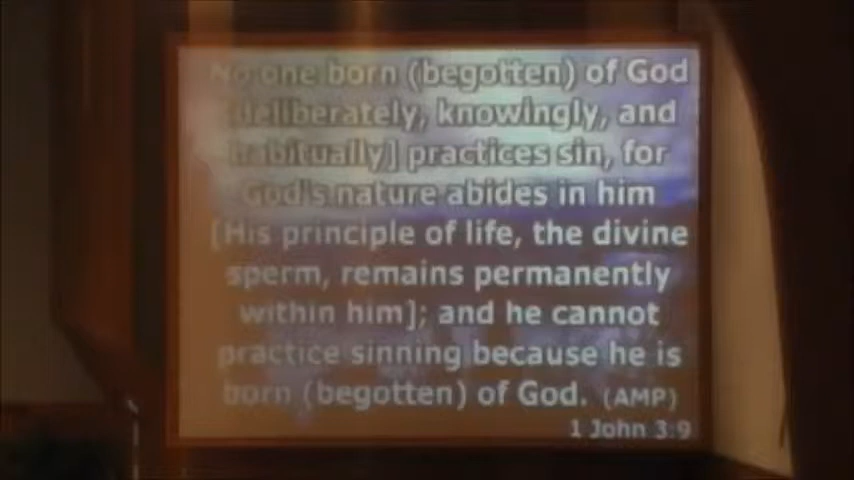 No one born (begotten) of God
deliberately, knowingly, and
habitually] practices sin, for
God's nature abides in him
[His principle of life, the divine
sperm, remains permanently
within him]; and he cannot
practice sinning because he is
born (begotten) of God. (AMP)
1 John 3:9